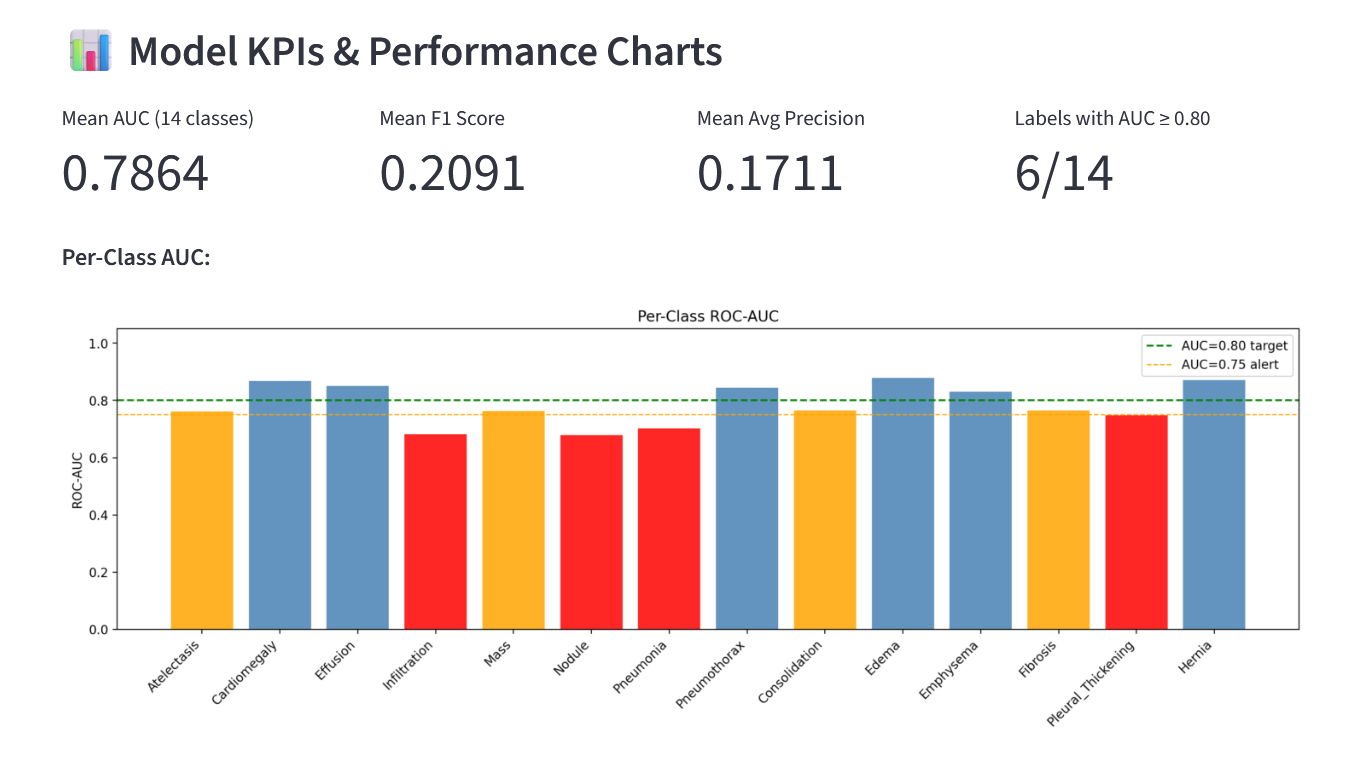 Model KPIs & Performance Charts
Mean AUC (14 classes)
0.7864
Mean F1 Score
0.2091
Mean Avg Precision
0.1711
Labels with AUC ≥ 0.80
6/14
Per-Class AUC:
Per-Class ROC-AUC
AUC=0.80 target
AUC=0.75 alert
ROC-AUC
1.0
0.8
0.6
0.4
0.2
0.0
Atelectasis
Cardiomegaly
Effusion
Infiltration
Mass
Nodule
Pneumonia
Pneumothorax
Consolidation
Edema
Emphysema
Fibrosis
Pleural_Thickening
Hernia